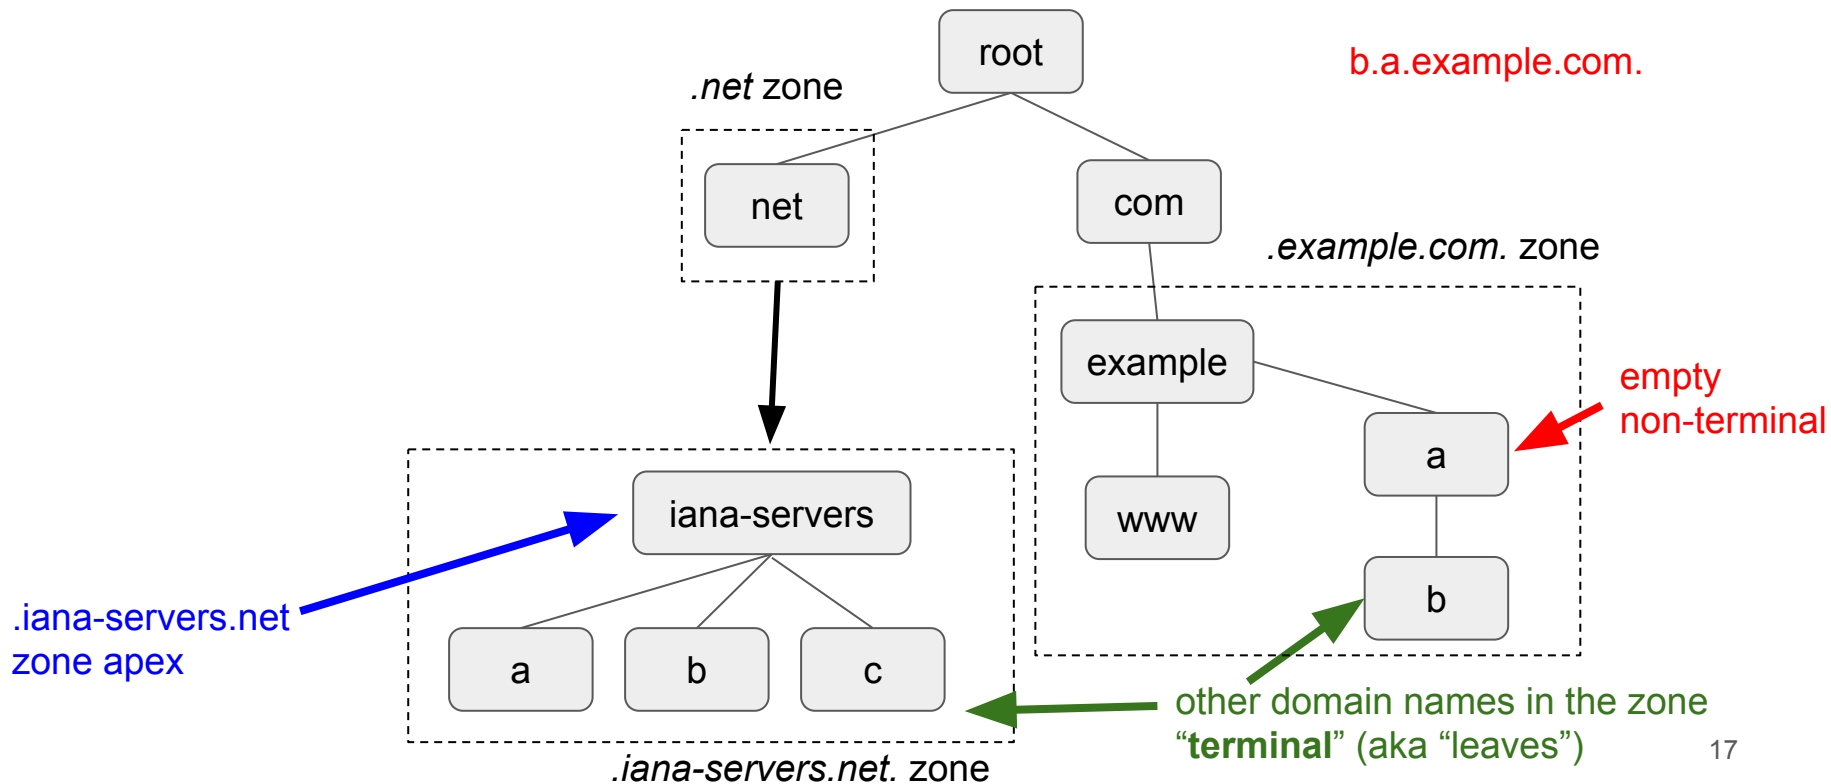 root
b.a.example.com.
.net zone
net
com
.example.com. zone
example
empty
non-terminal
a
www
b
iana-servers
.iana-servers.net
zone apex
a
b
c
other domain names in the zone
“terminal” (aka “leaves”)
17
.iana-servers.net. zone